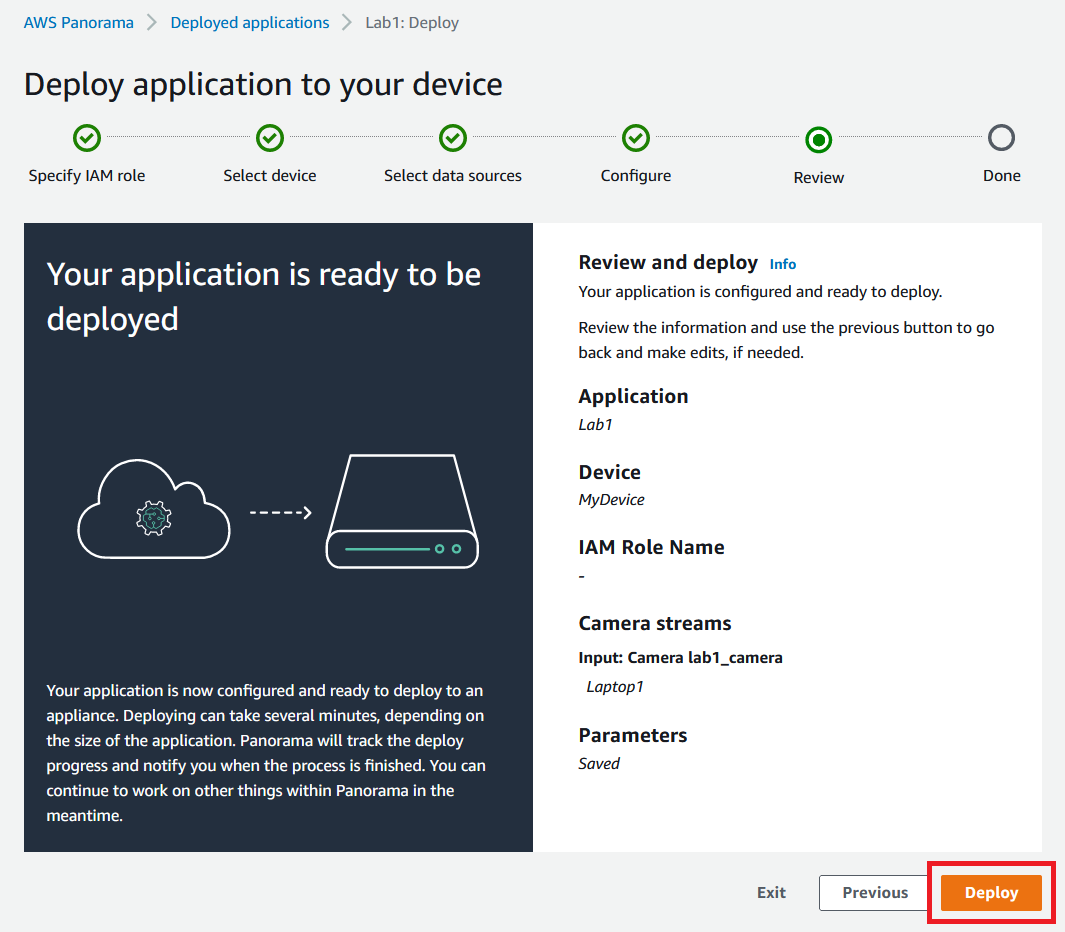 AWS Panorama > Deployed applications > Lab1: Deploy
Deploy application to your device
Specify IAM role
Select device
Select data sources
Configure
Review
Done
Your application is ready to be
deployed
Your application is now configured and ready to deploy to an
appliance. Deploying can take several minutes, depending on
the size of the application. Panorama will track the deploy
progress and notify you when the process is finished. You can
continue to work on other things within Panorama in the
meantime.
Review and deploy Info
Your application is configured and ready to deploy.
Review the information and use the previous button to go
back and make edits, if needed.
Application
Lab1
Device
MyDevice
IAM Role Name
-
Camera streams
Input: Camera lab1_camera
Laptop1
Parameters
Saved
Exit
Previous
Deploy